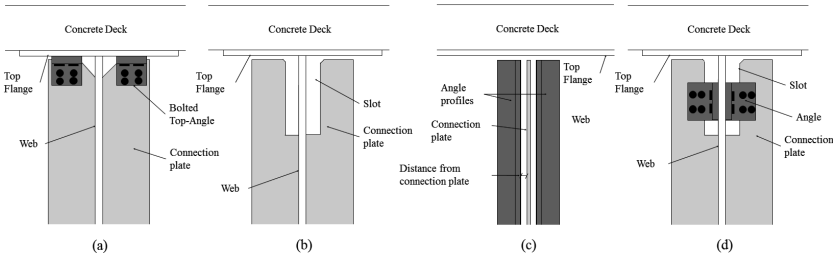 Concrete Deck
Top
Flange
Bolted
Top-Angle
Web
Connection
plate
(a)
Concrete Deck
Top
Flange
Slot
Connection
plate
Web
(b)
Concrete Deck
Top
Flange
Angle
profiles
Connection
plate
Web
Distance from
connection plate
(c)
Concrete Deck
Top
Flange
Slot
Angle
Connection
plate
Web
(d)